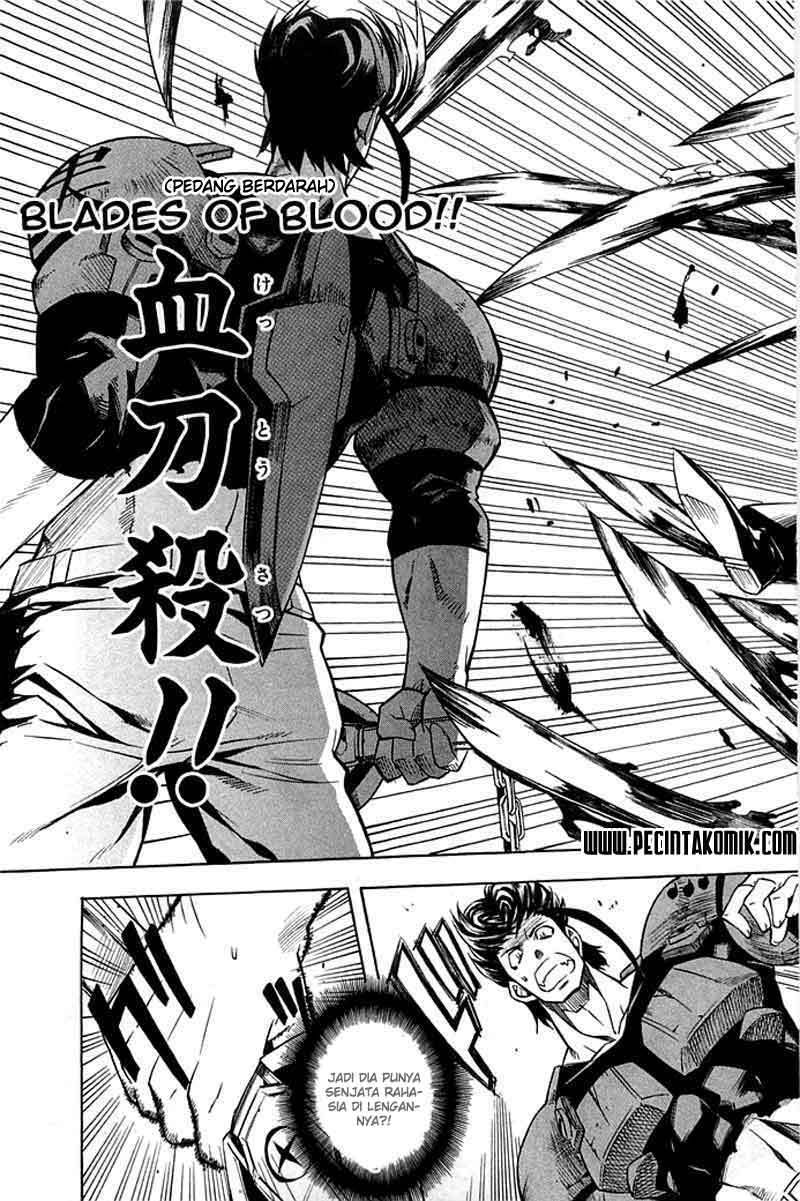 (PEDANG BERDARAH)
BLADES OF BLOOD!!
血刀殺!!
けっとうさつ
WWW.PECINTAKOMIK.COM
JADI DIA PUNYA
SENJATA RAHA-
SIA DI LENGAN-
NYA?!